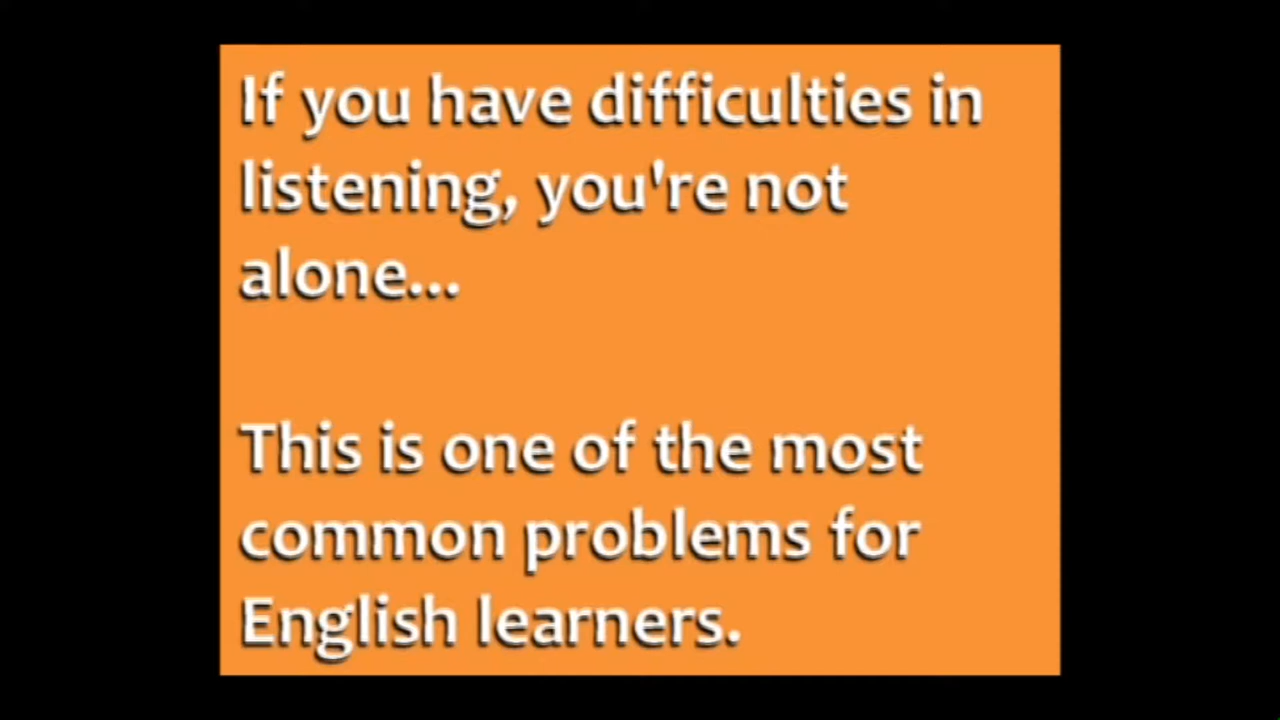 If you have difficulties in
listening, you're not
alone...
This is one of the most
common problems for
English learners.